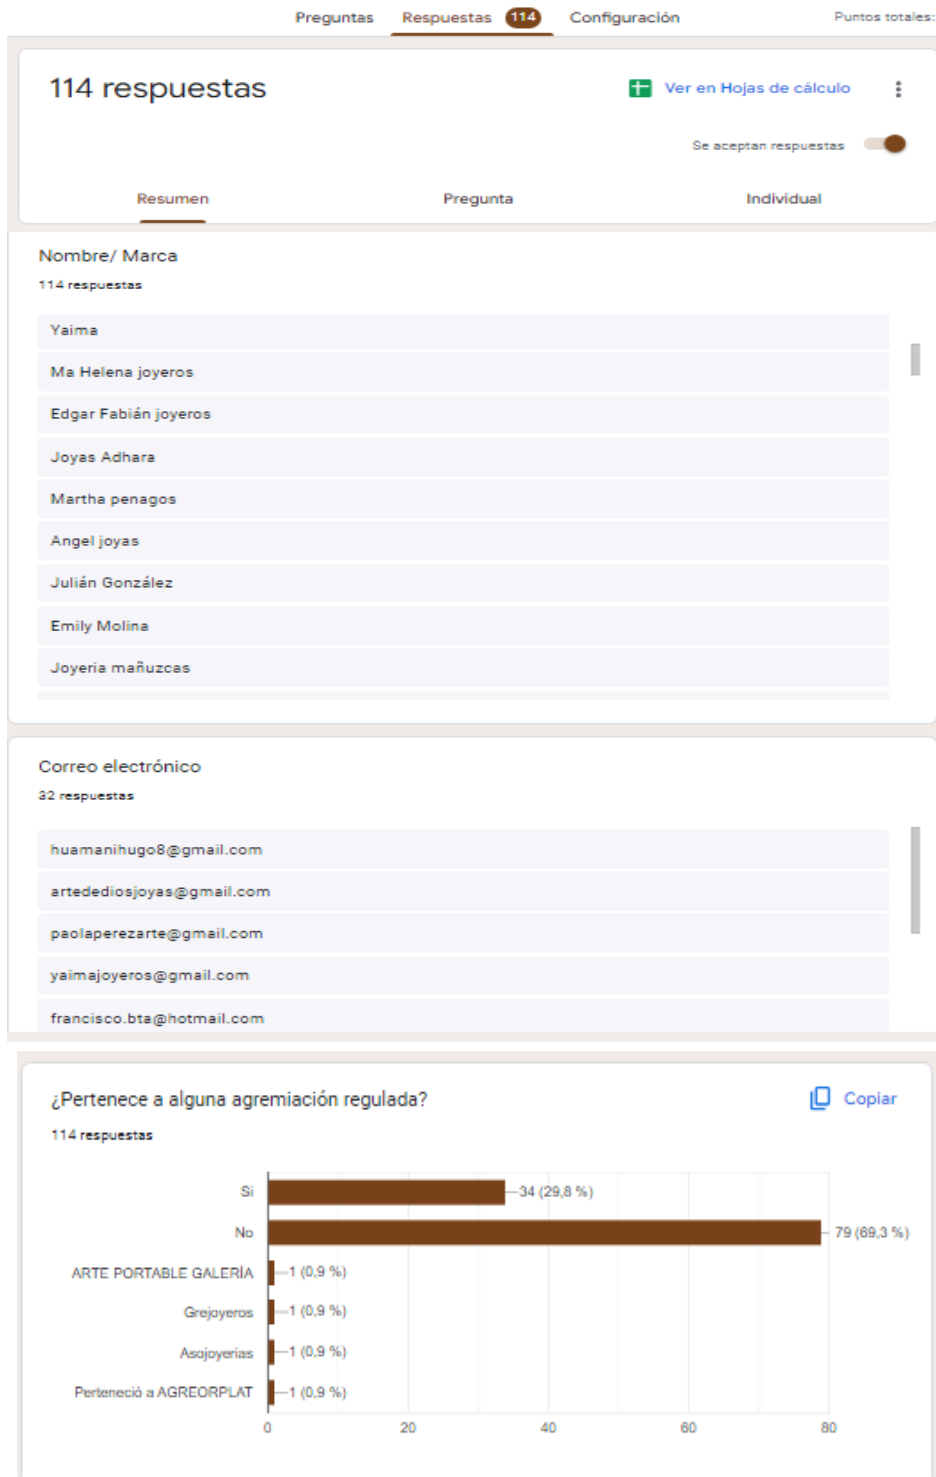 Preguntas Respuestas 114 Configuración Puntos totales:
114 respuestas Ver en Hojas de cálculo
Se aceptan respuestas
Resumen Pregunta Individual
Nombre/ Marca
114 respuestas
Yaima
Ma Helena joyeros
Edgar Fabián joyeros
Joyas Adhara
Martha penagos
Angel joyas
Julián González
Emily Molina
Joyeria mañuzcas
Correo electrónico
32 respuestas
huamanihugo8@gmail.com
artedediosjoyas@gmail.com
paolaperezarte@gmail.com
yaimajoyeros@gmail.com
francisco.bta@hotmail.com
¿Pertenece a alguna agremiación regulada? Copiar
114 respuestas
Si 34 (29,8 %)
No 79 (69,3 %)
ARTE PORTABLE GALERÍA 1 (0,9 %)
Grejoyeros 1 (0,9 %)
Asojoyerias 1 (0,9 %)
Perteneció a AGREORPLAT 1 (0,9 %)
0 20 40 60 80